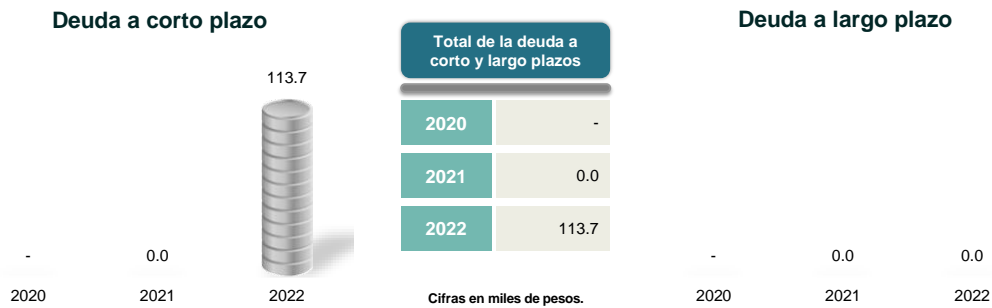 Deuda a corto plazo
113.7
- 0.0
2020 2021 2022
Total de la deuda a
corto y largo plazos
2020 -
2021 0.0
2022 113.7
Cifras en miles de pesos.
Deuda a largo plazo
- 0.0 0.0
2020 2021 2022